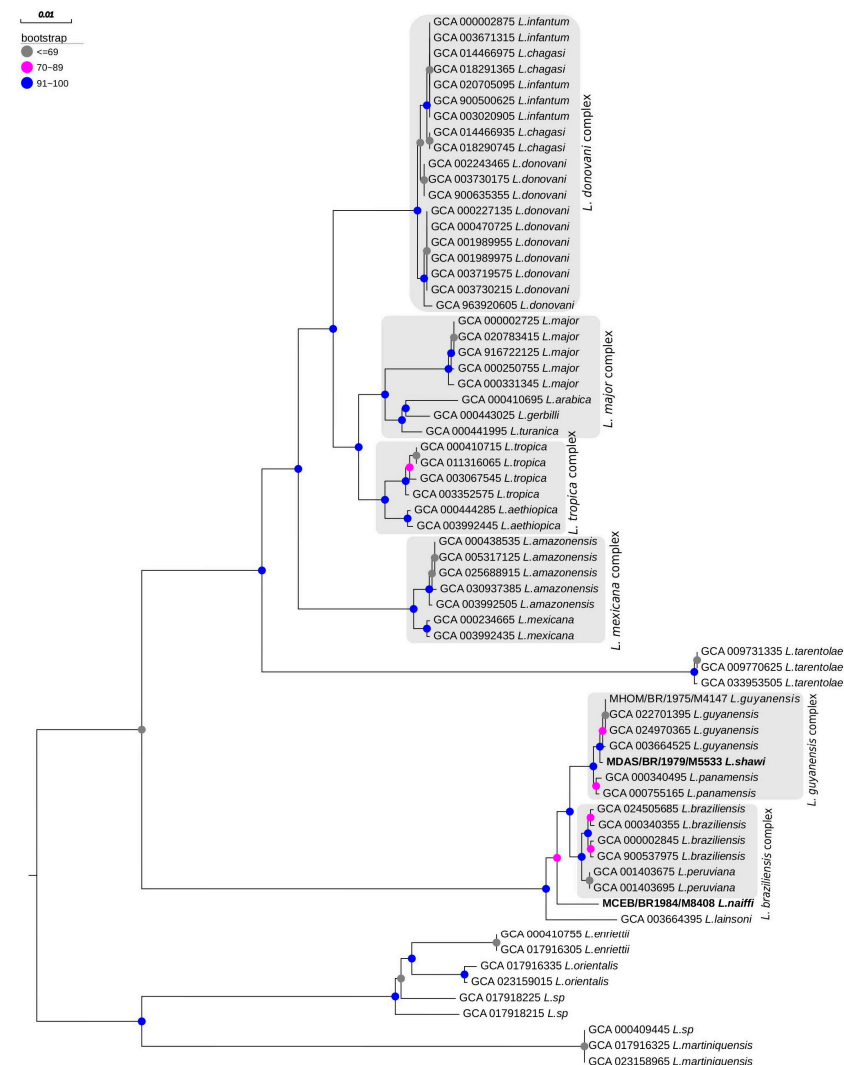 0.01
bootstrap
<=69
70−89
91−100
GCA 000002875 L.infantum
GCA 003671315 L.infantum
GCA 014466975 L.chagasi
GCA 018291365 L.chagasi
GCA 020705095 L.infantum
GCA 900500625 L.infantum
GCA 003020905 L.infantum
GCA 014466935 L.chagasi
GCA 018290745 L.chagasi
GCA 002243465 L.donovani
GCA 003730175 L.donovani
GCA 900635355 L.donovani
GCA 000227135 L.donovani
GCA 000470725 L.donovani
GCA 001989955 L.donovani
GCA 001989975 L.donovani
GCA 003719575 L.donovani
GCA 003730215 L.donovani
GCA 963920605 L.donovani
L. donovani complex
GCA 000002725 L.major
GCA 020783415 L.major
GCA 916722125 L.major
GCA 000250755 L.major
GCA 000331345 L.major
GCA 000410695 L.arabica
GCA 000443025 L.gerbilli
GCA 000441995 L.turanica
L. major complex
GCA 000410715 L.tropica
GCA 011316065 L.tropica
GCA 003067545 L.tropica
GCA 003352575 L.tropica
GCA 000444285 L.aethiopica
GCA 003992445 L.aethiopica
L. tropica complex
GCA 000438535 L.amazonensis
GCA 005317125 L.amazonensis
GCA 025688915 L.amazonensis
GCA 030937385 L.amazonensis
GCA 003992505 L.amazonensis
GCA 000234665 L.mexicana
GCA 003992435 L.mexicana
L. mexicana complex
GCA 009731335 L.tarentolae
GCA 009770625 L.tarentolae
GCA 033953505 L.tarentolae
MHOM/BR/1975/M4147 L.guyanensis
GCA 022701395 L.guyanensis
GCA 024970365 L.guyanensis
GCA 003664525 L.guyanensis
MDAS/BR/1979/M5533 L.shawi
GCA 000340495 L.panamensis
GCA 000755165 L.panamensis
L. guyanensis complex
GCA 024505685 L.braziliensis
GCA 000340355 L.braziliensis
GCA 000002845 L.braziliensis
GCA 900537975 L.braziliensis
GCA 001403675 L.peruviana
GCA 001403695 L.peruviana
L. braziliensis complex
MCEB/BR1984/M8408 L.naiffi
GCA 003664395 L.lainsoni
GCA 000410755 L.enriettii
GCA 017916305 L.enriettii
GCA 017916335 L.orientalis
GCA 023159015 L.orientalis
GCA 017918225 L.sp
GCA 017918215 L.sp
GCA 000409445 L.sp
GCA 017916325 L.martiniquensis
GCA 023158965 L.martiniquensis